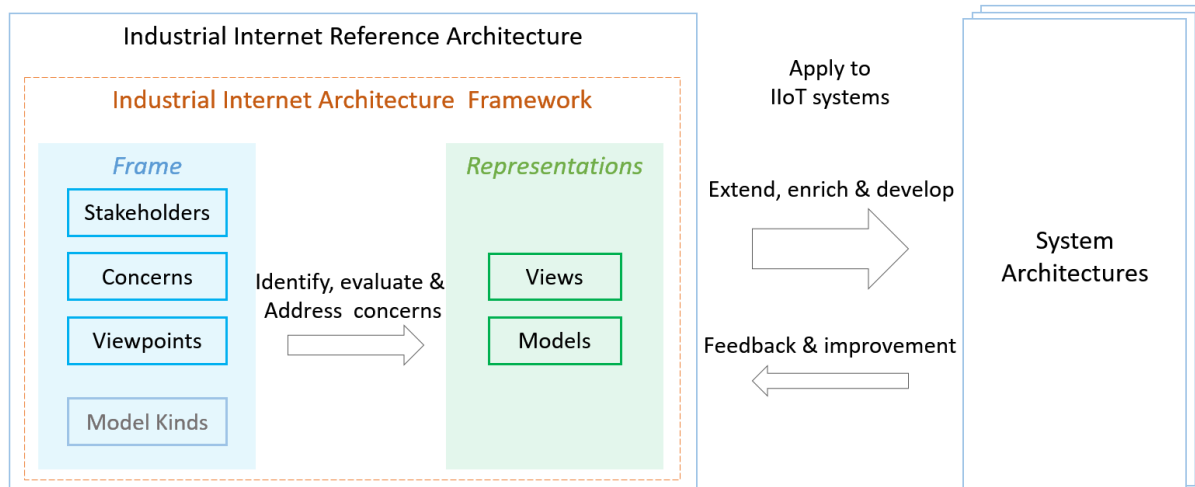 Industrial Internet Reference Architecture
Industrial Internet Architecture Framework
Frame
Stakeholders
Concerns
Viewpoints
Model Kinds
Identify, evaluate &
Address concerns
Representations
Views
Models
Apply to
IIoT systems
Extend, enrich & develop
Feedback & improvement
System
Architectures